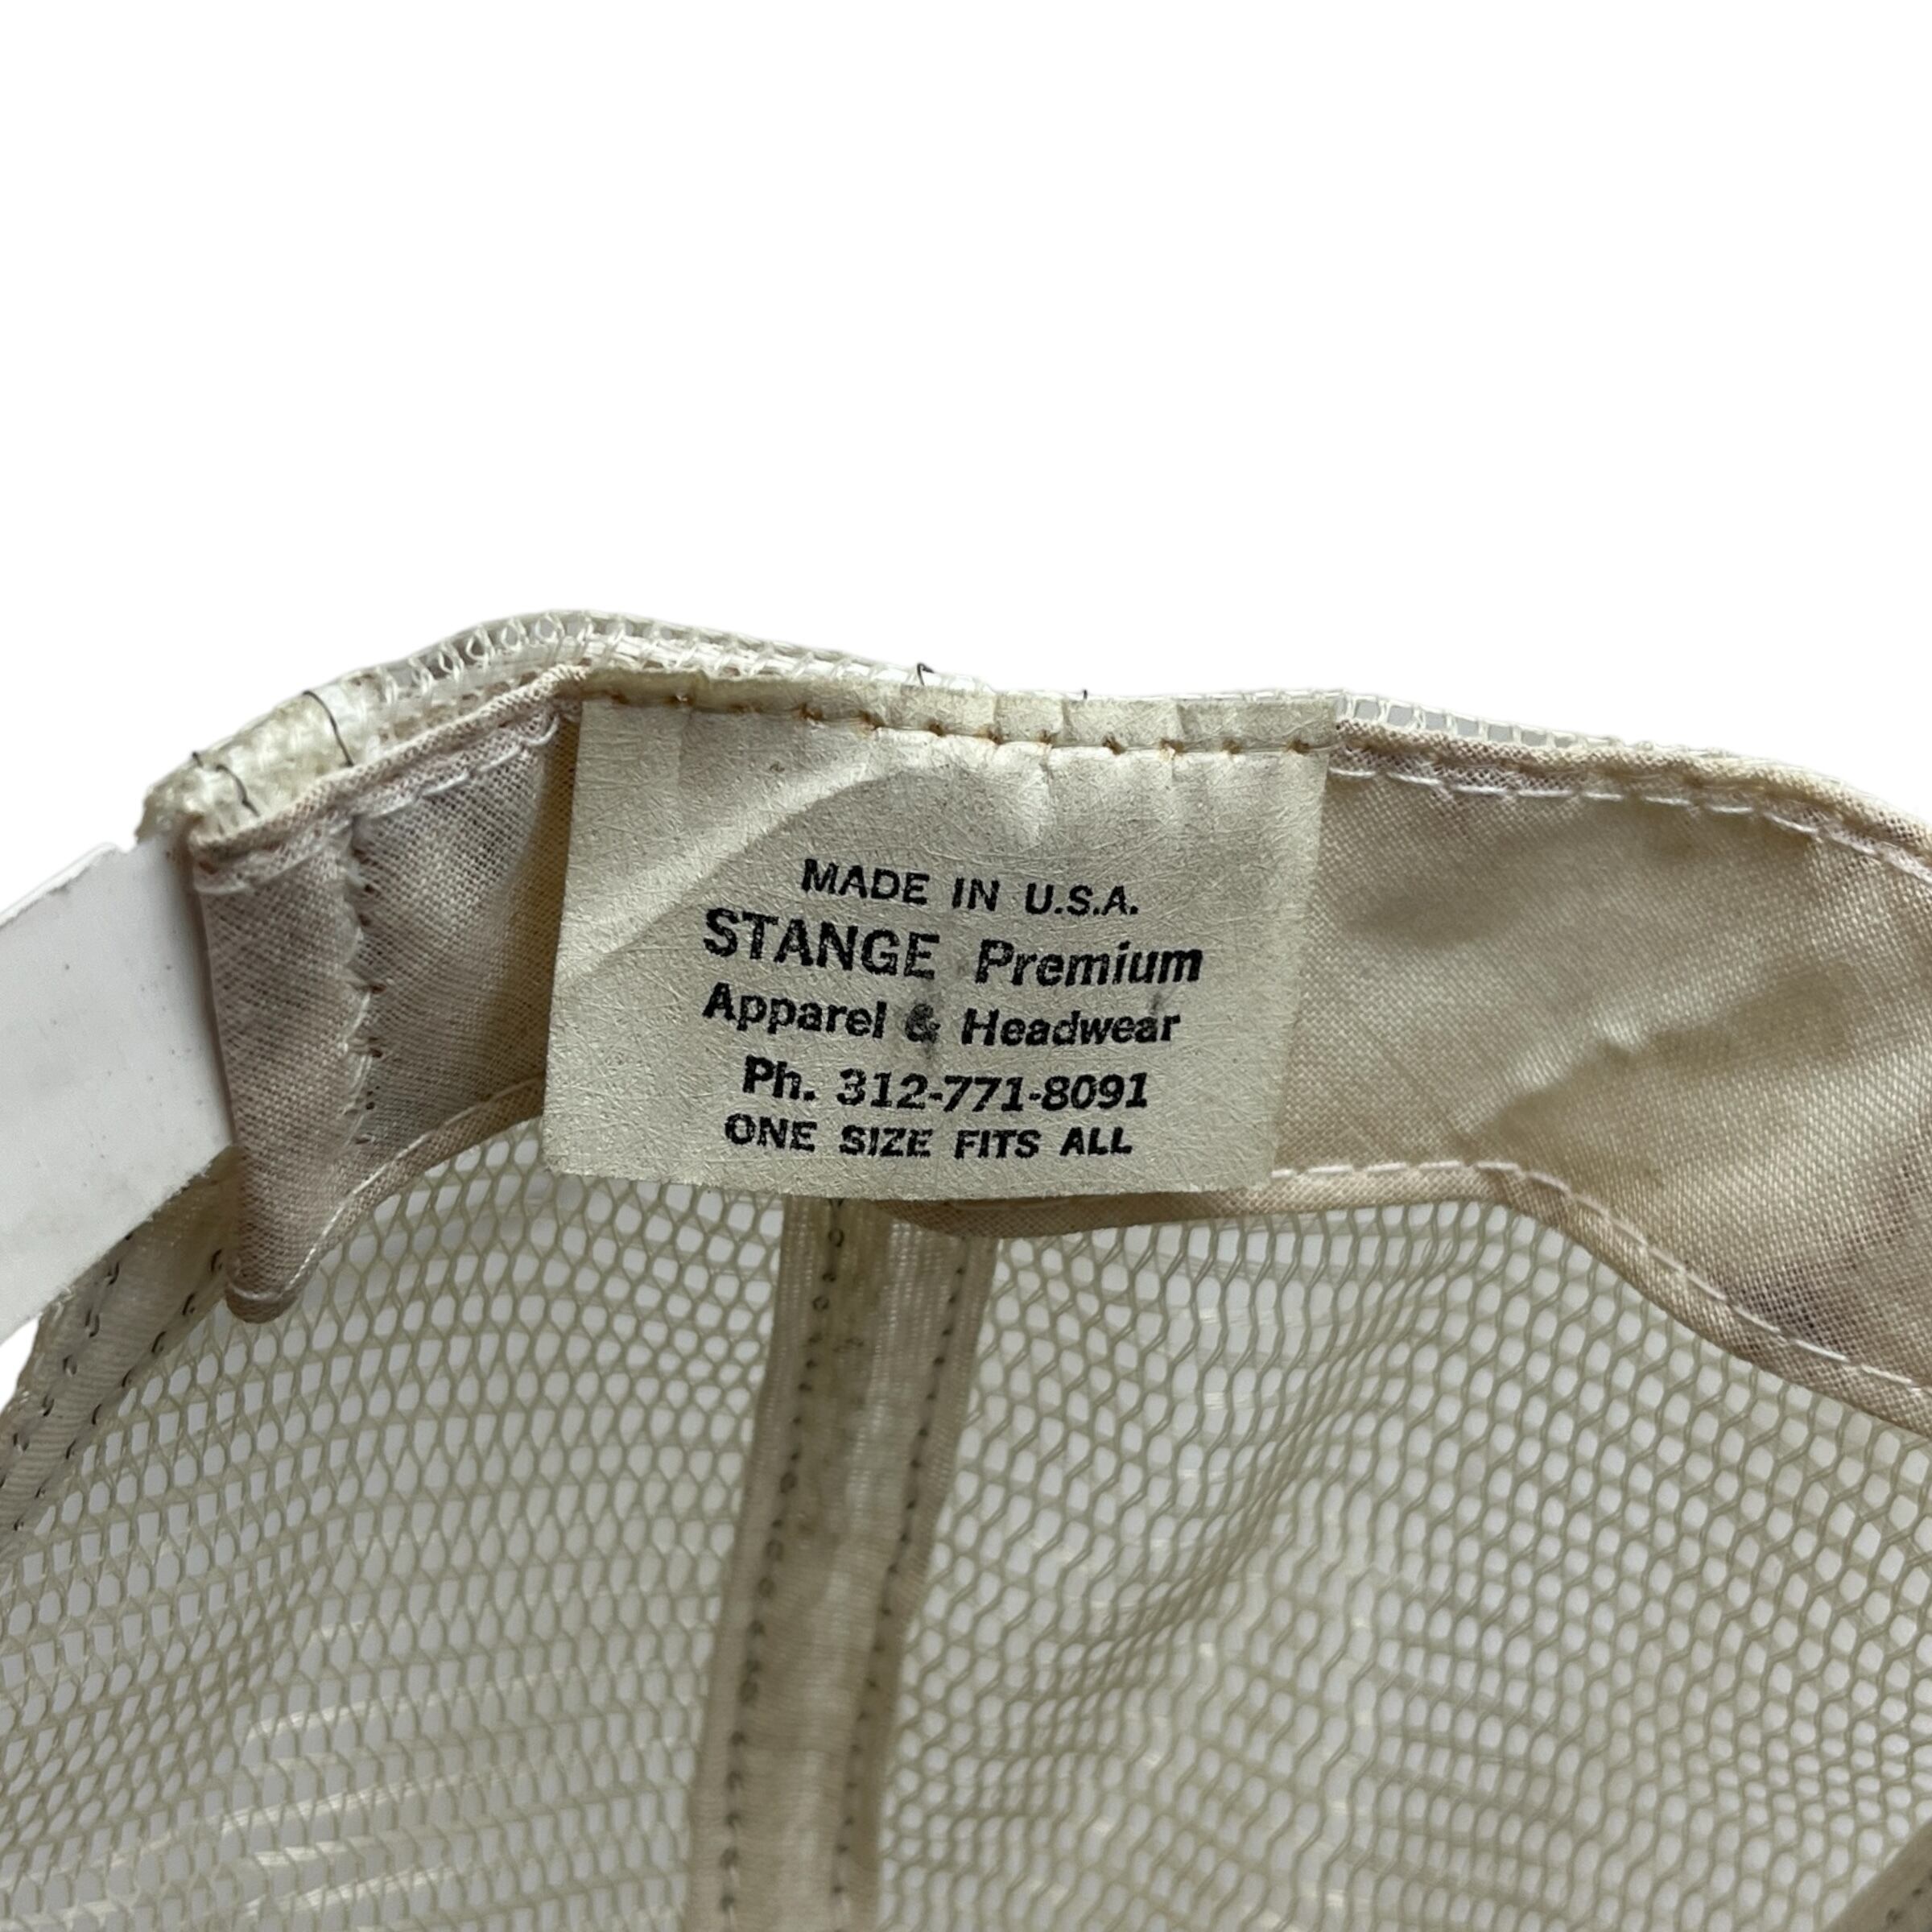 MADE IN U.S.A.
STANGE Premium
Apparel & Headwear
Ph. 312-771-8091
ONE SIZE FITS ALL